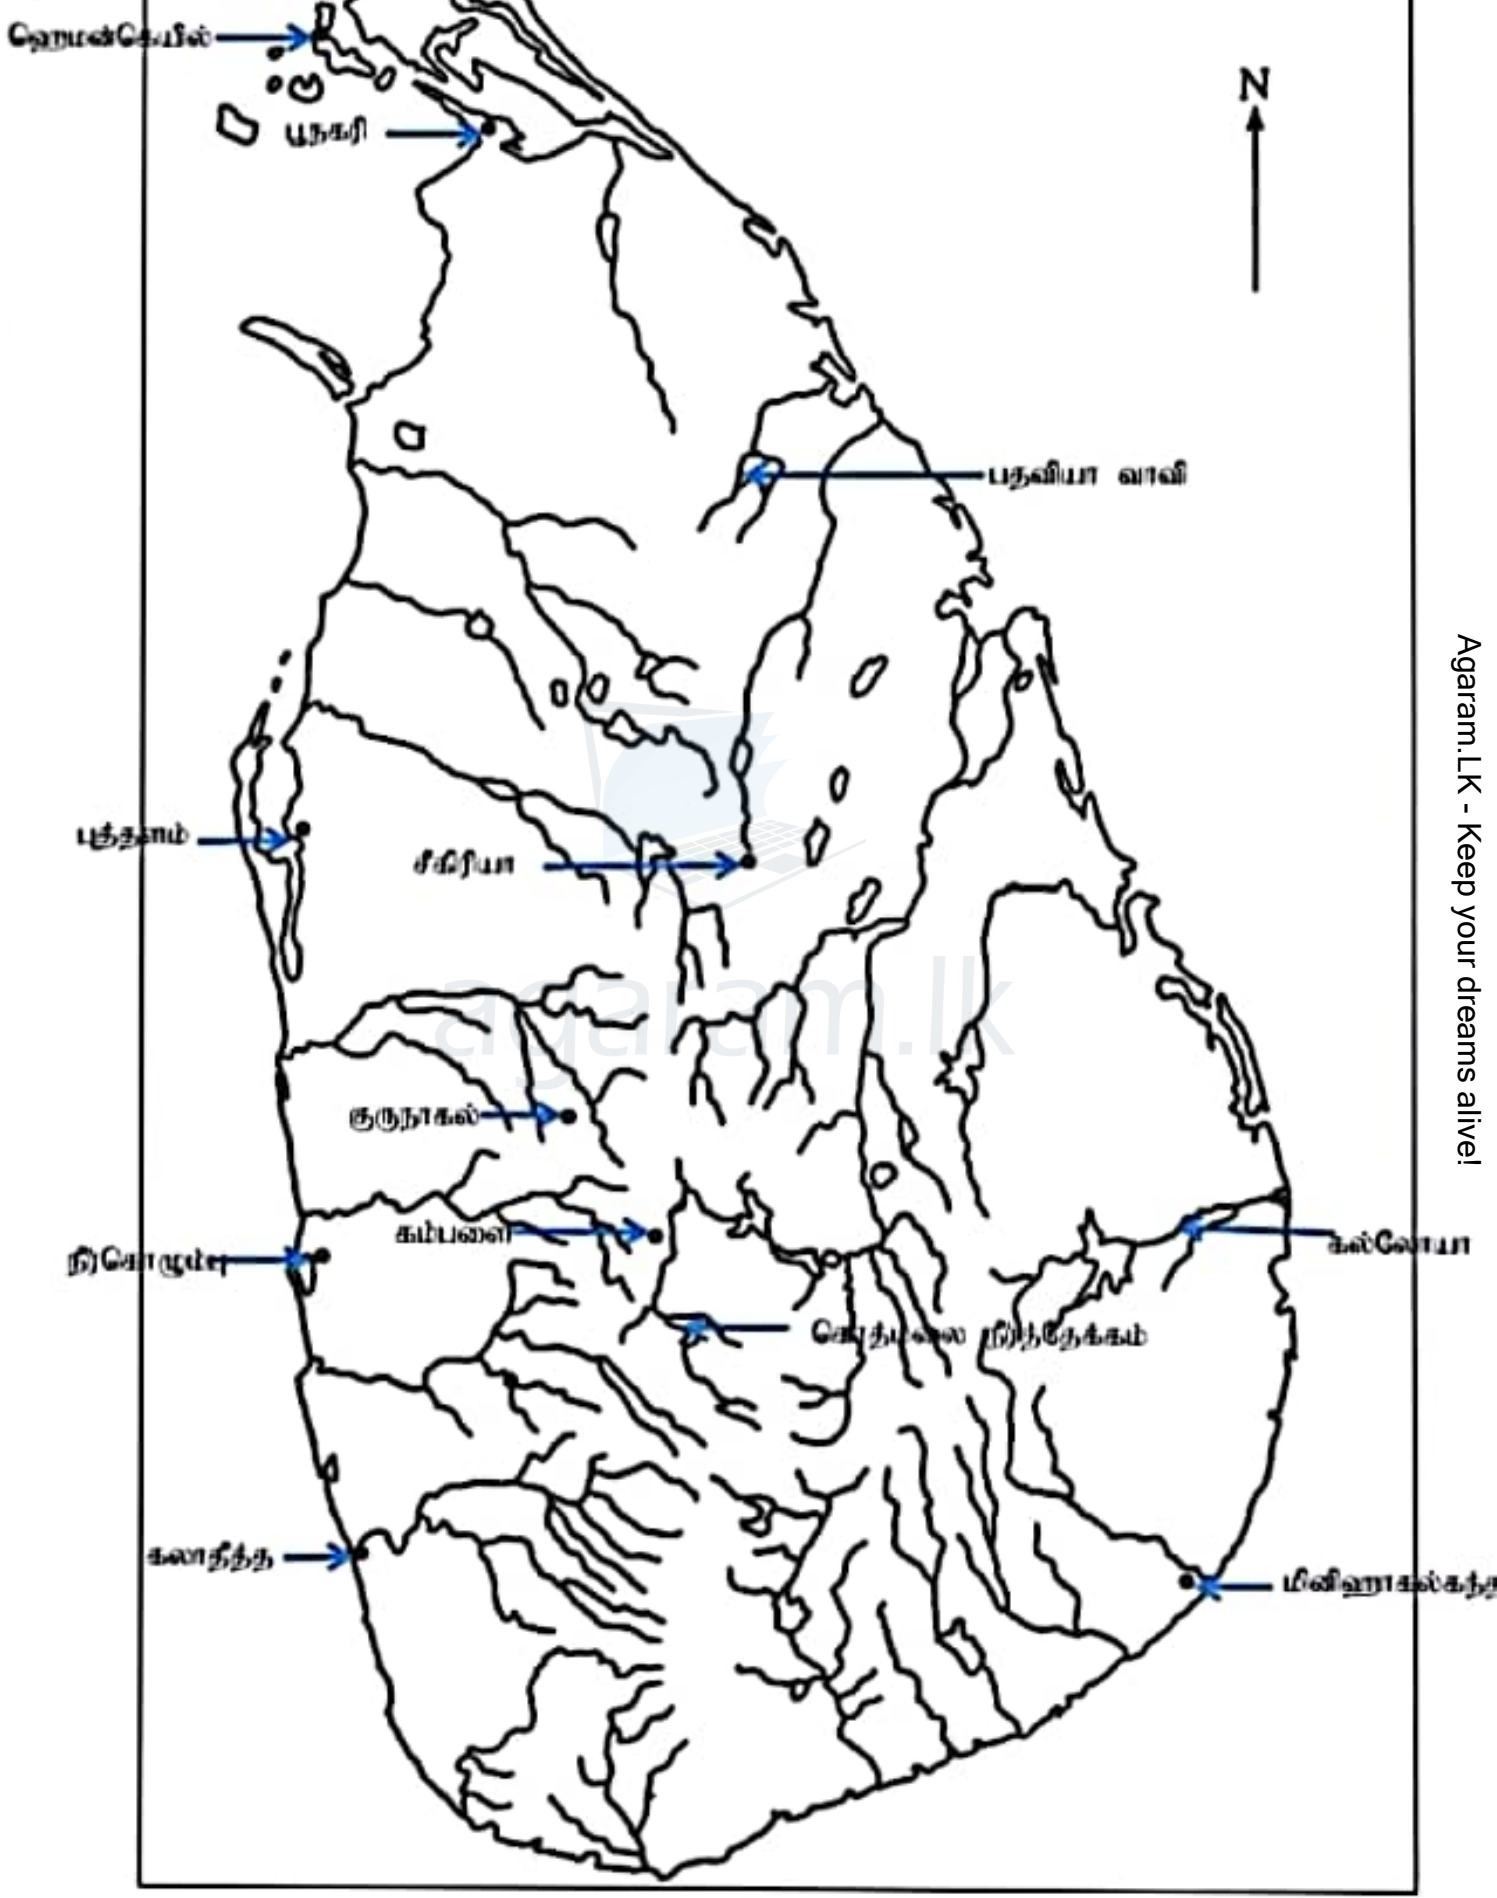 ஹெமன்கெயில்
N
பூநகரி
பதவியா வாவி
புத்தளம்
சீகிரியா
agaram.lk
குருநாகல்
கம்பளை
நீர்கொழும்பு
கல்லோயா
கொத்மலை நீர்த்தேக்கம்
கலாதீத்த
மினிஹாகல்கந்த
Agaram.LK - Keep your dreams alive!